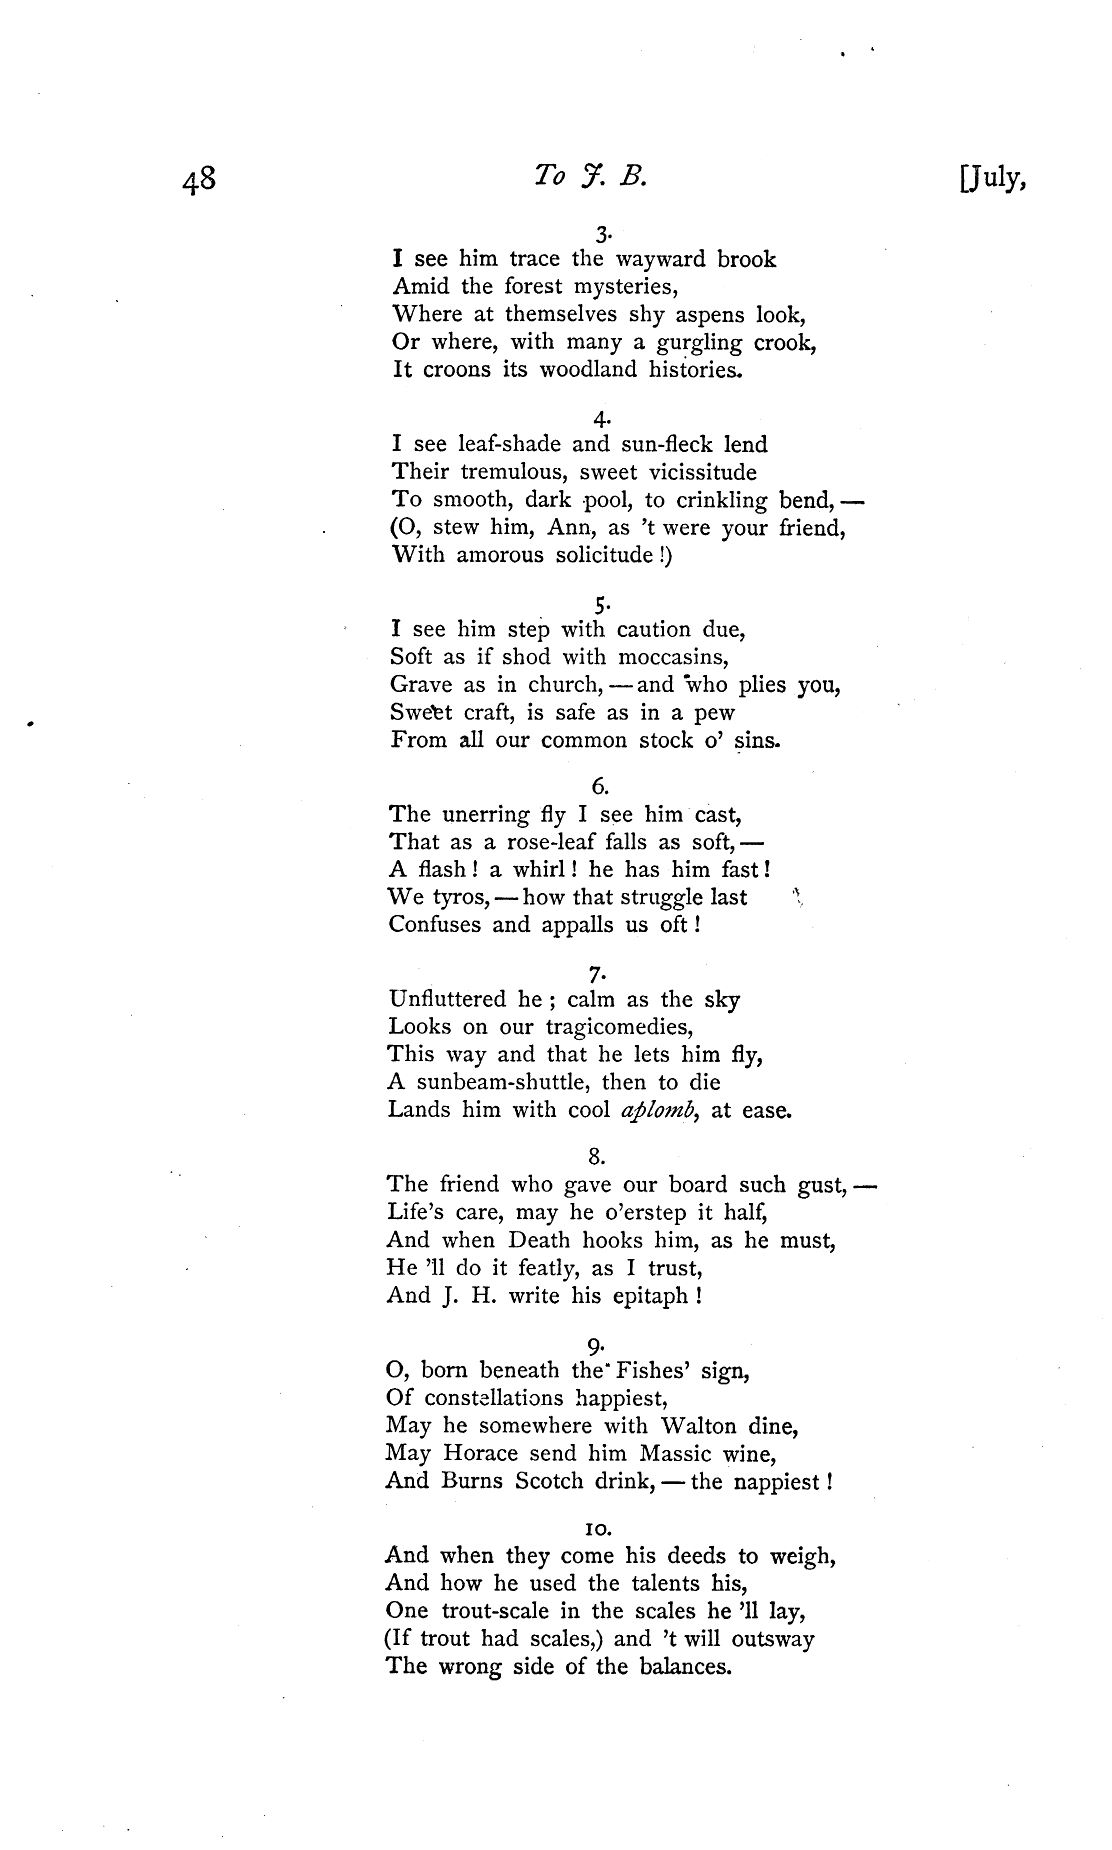 48 To J. B. [July,
3.
I see him trace the wayward brook
Amid the forest mysteries,
Where at themselves shy aspens look,
Or where, with many a gurgling crook,
It croons its woodland histories.
4.
I see leaf-shade and sun-fleck lend
Their tremulous, sweet vicissitude
To smooth, dark pool, to crinkling bend, —
(O, stew him, Ann, as 't were your friend,
With amorous solicitude!)
5.
I see him step with caution due,
Soft as if shod with moccasins,
Grave as in church, — and who plies you,
Sweet craft, is safe as in a pew
From all our common stock o' sins.
6.
The unerring fly I see him cast,
That as a rose-leaf falls as soft, —
A flash! a whirl! he has him fast!
We tyros, — how that struggle last
Confuses and appalls us oft!
7.
Unfluttered he; calm as the sky
Looks on our tragicomedies,
This way and that he lets him fly,
A sunbeam-shuttle, then to die
Lands him with cool aplomb, at ease.
8.
The friend who gave our board such gust, —
Life's care, may he o'erstep it half,
And when Death hooks him, as he must,
He 'll do it featly, as I trust,
And J. H. write his epitaph!
9.
O, born beneath the Fishes' sign,
Of constellations happiest,
May he somewhere with Walton dine,
May Horace send him Massic wine,
And Burns Scotch drink, — the nappiest!
10.
And when they come his deeds to weigh,
And how he used the talents his,
One trout-scale in the scales he 'll lay,
(If trout had scales,) and 't will outsway
The wrong side of the balances.